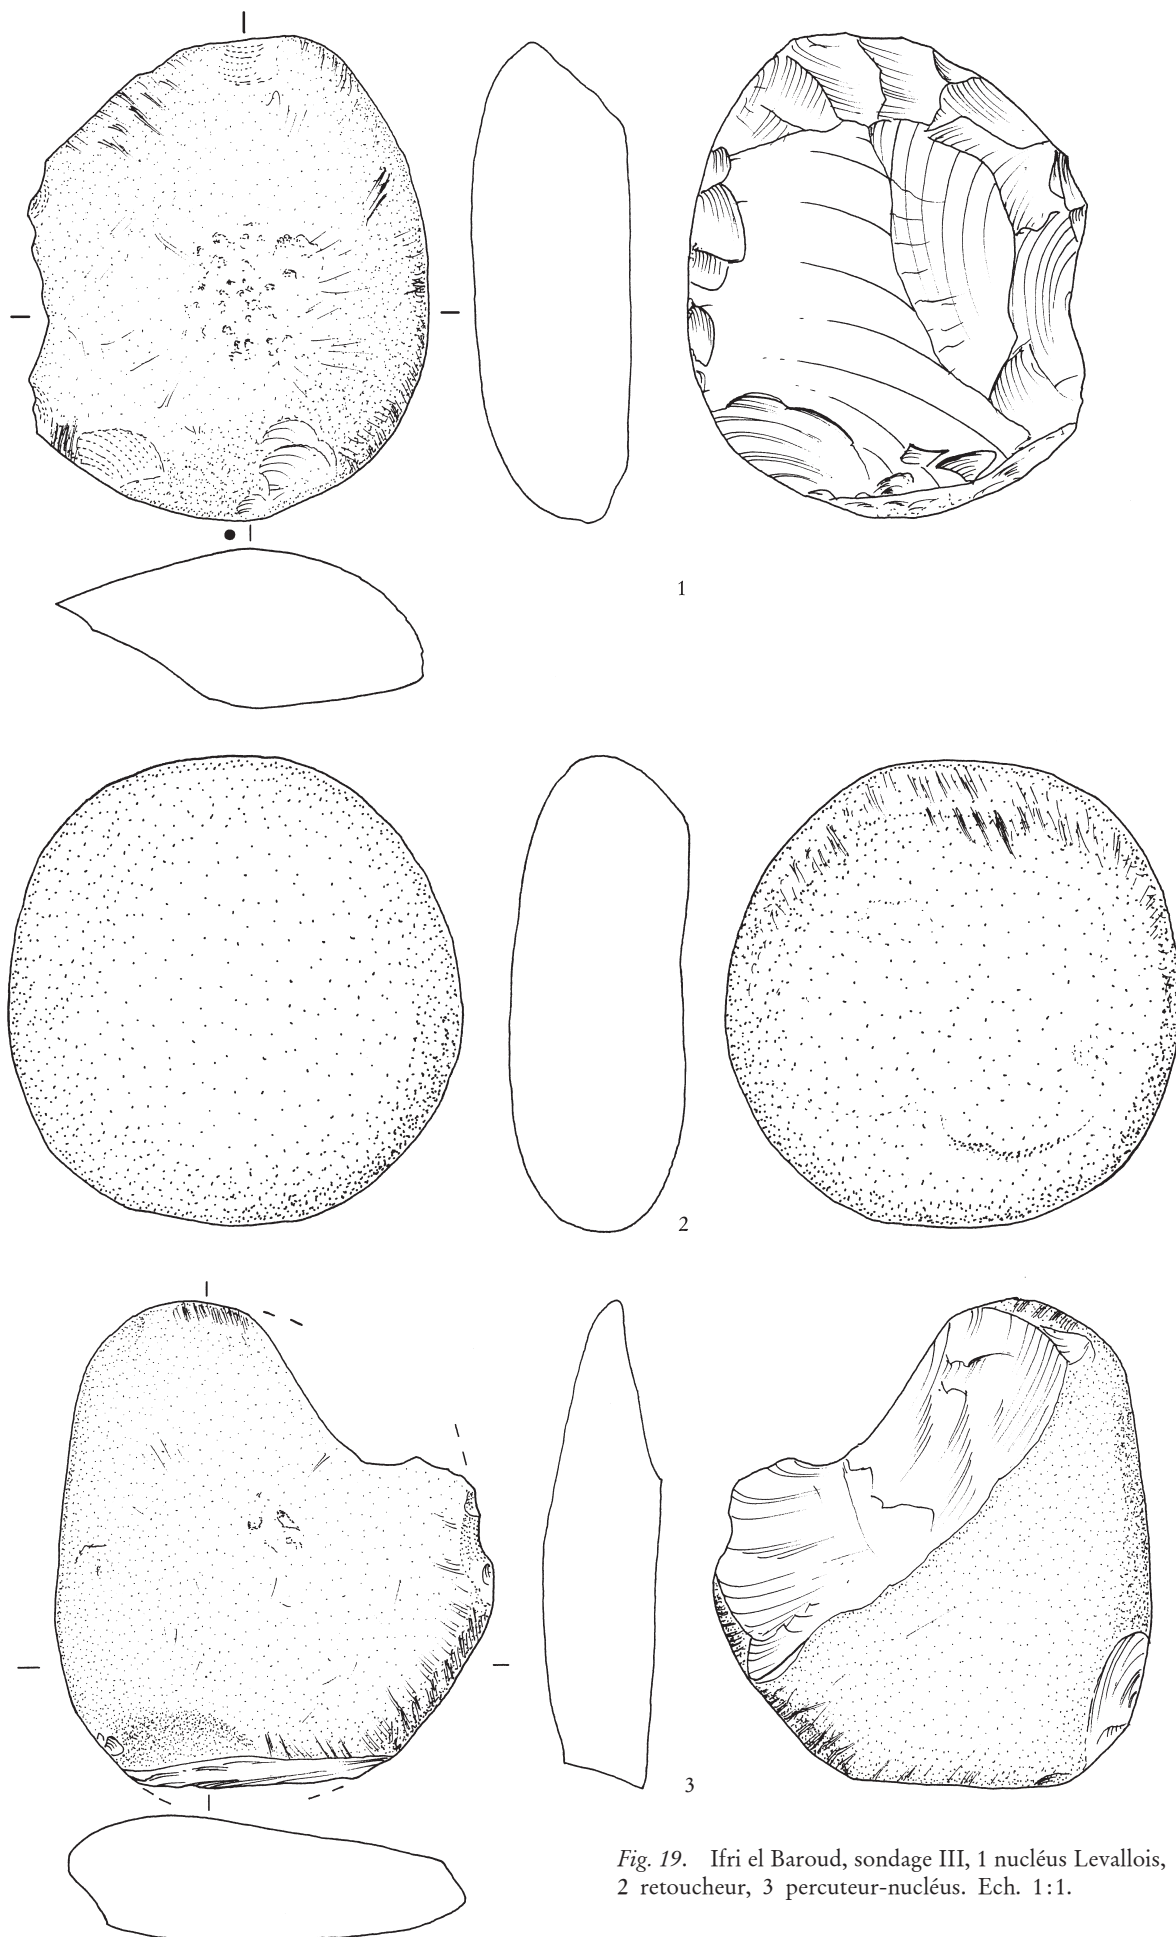 1
2
3
Fig. 19. Ifri el Baroud, sondage III, 1 nucléus Levallois,
2 retoucheur, 3 percuteur-nucléus. Ech. 1:1.